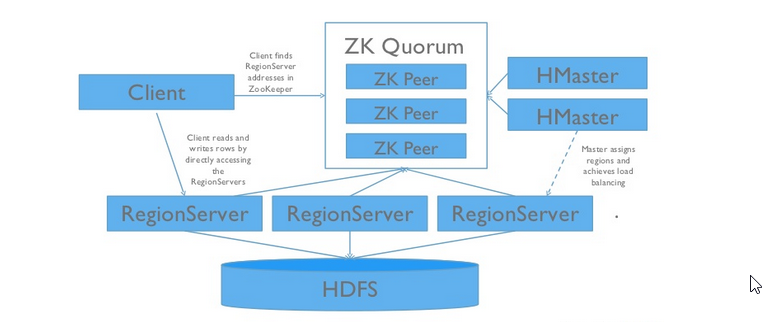 ZK Quorum
ZK Peer
ZK Peer
ZK Peer
Client
Client finds
RegionServer
addresses in
ZooKeeper
HMaster
HMaster
Client reads and
writes rows by
directly accessing
the
RegionServers
Master assigns
regions and
achieves load
balancing
RegionServer
RegionServer
RegionServer
HDFS